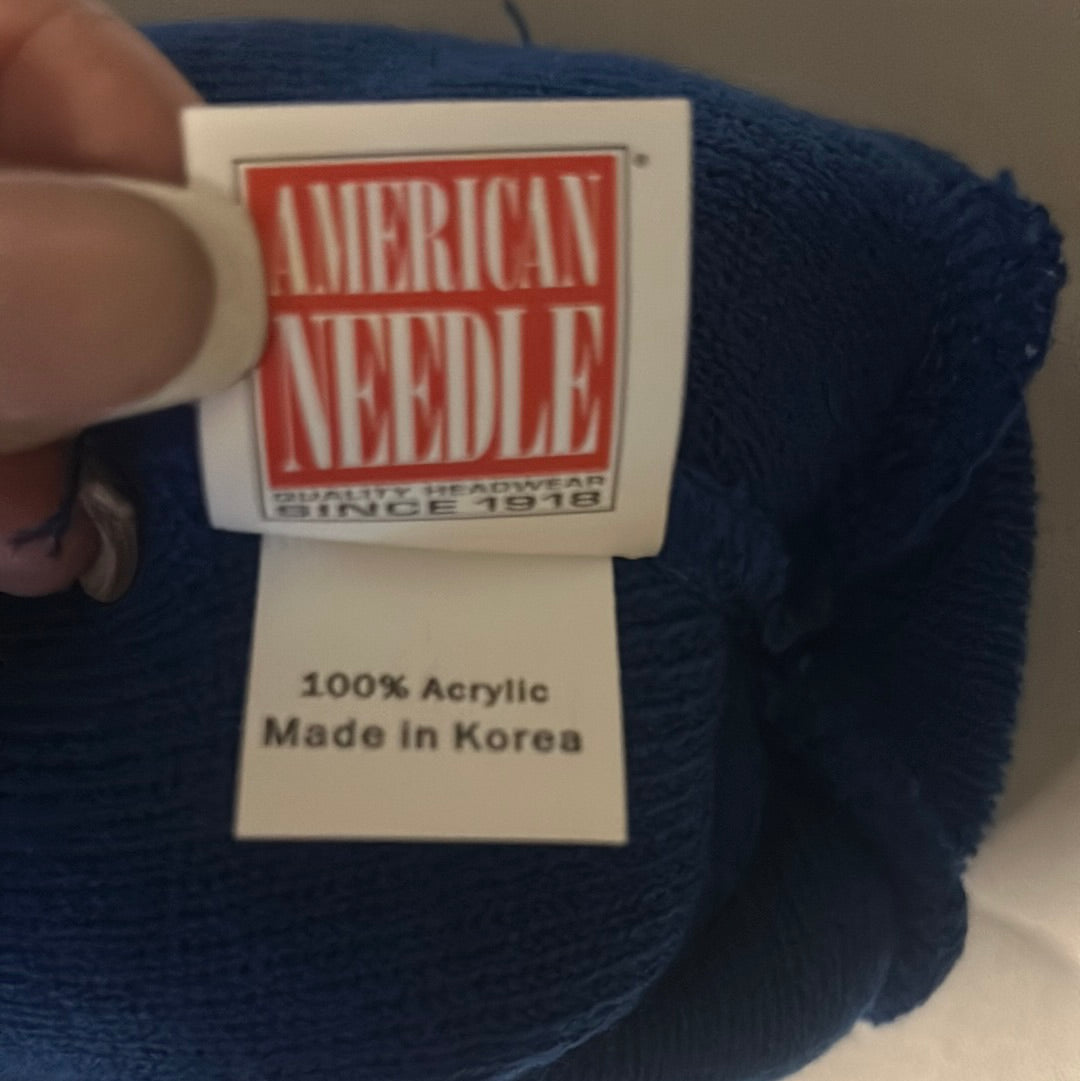 AMERICAN
NEEDLE
QUALITY HEADWEAR
SINCE 1918
100% Acrylic
Made in Korea